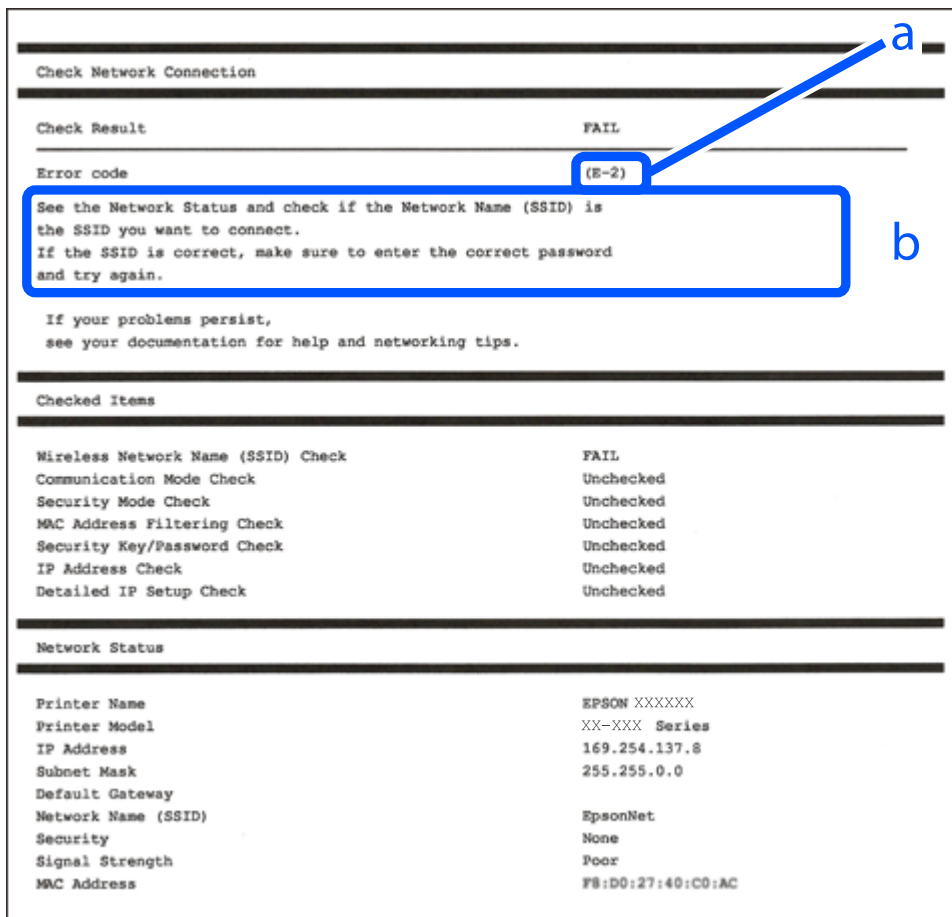 a
Check Network Connection
Check Result FAIL
Error code (E-2)
See the Network Status and check if the Network Name (SSID) is
the SSID you want to connect.
If the SSID is correct, make sure to enter the correct password
and try again.
b
If your problems persist,
see your documentation for help and networking tips.
Checked Items
Wireless Network Name (SSID) Check FAIL
Communication Mode Check Unchecked
Security Mode Check Unchecked
MAC Address Filtering Check Unchecked
Security Key/Password Check Unchecked
IP Address Check Unchecked
Detailed IP Setup Check Unchecked
Network Status
Printer Name EPSON XXXXXX
Printer Model XX-XXX Series
IP Address 169.254.137.8
Subnet Mask 255.255.0.0
Default Gateway
Network Name (SSID) EpsonNet
Security None
Signal Strength Poor
MAC Address F8:D0:27:40:C0:AC